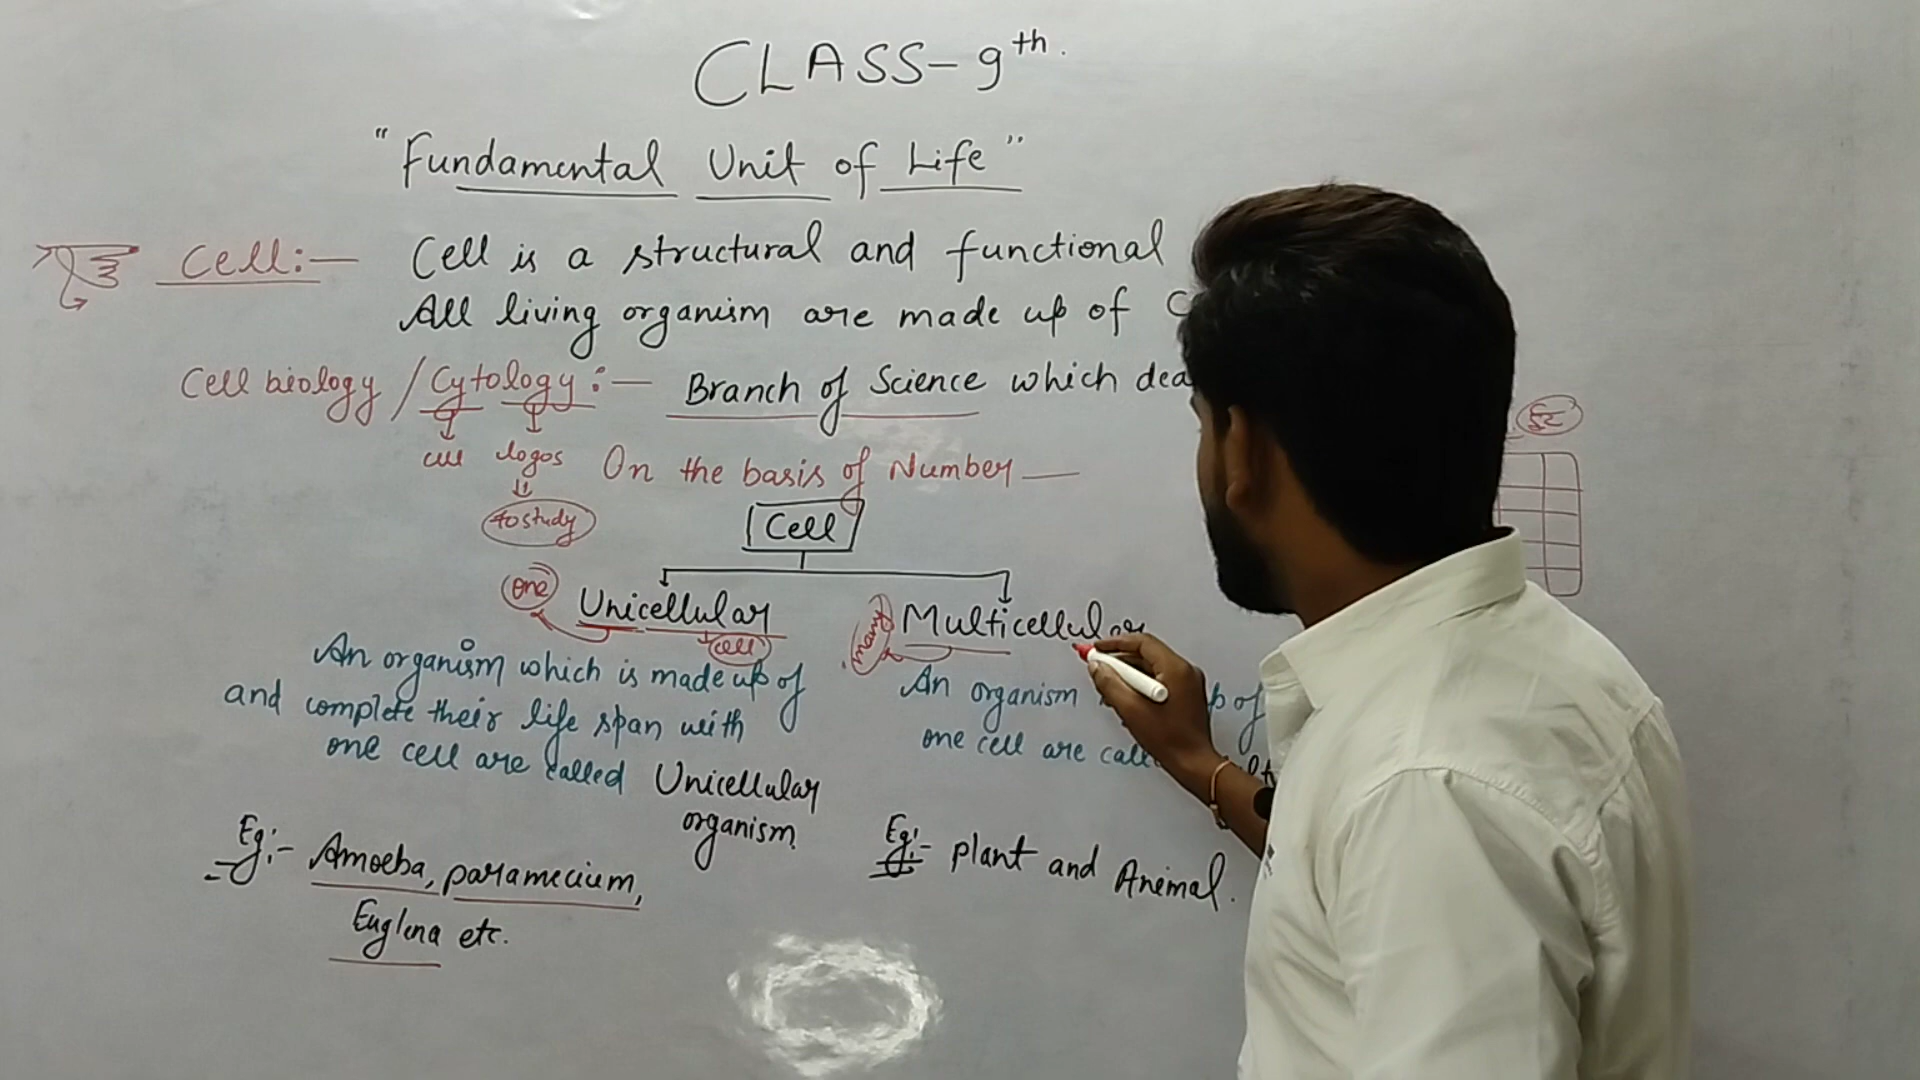 CLASS-9th.
"Fundamental Unit of Life"
Cell:— Cell is a structural and functional
All living organism are made up of C
Cell biology / Cytology:— Branch of Science which dea
cell logos On the basis of Number —
to study
Cell
one Unicellular Multicellular
cell
An organism which is made up of
and complete their life span with
one cell are called Unicellular
organism.
An organism p of
one cell are call
Eg:- Amoeba, paramecium,
Euglena etc.
Eg:- plant and Animal.